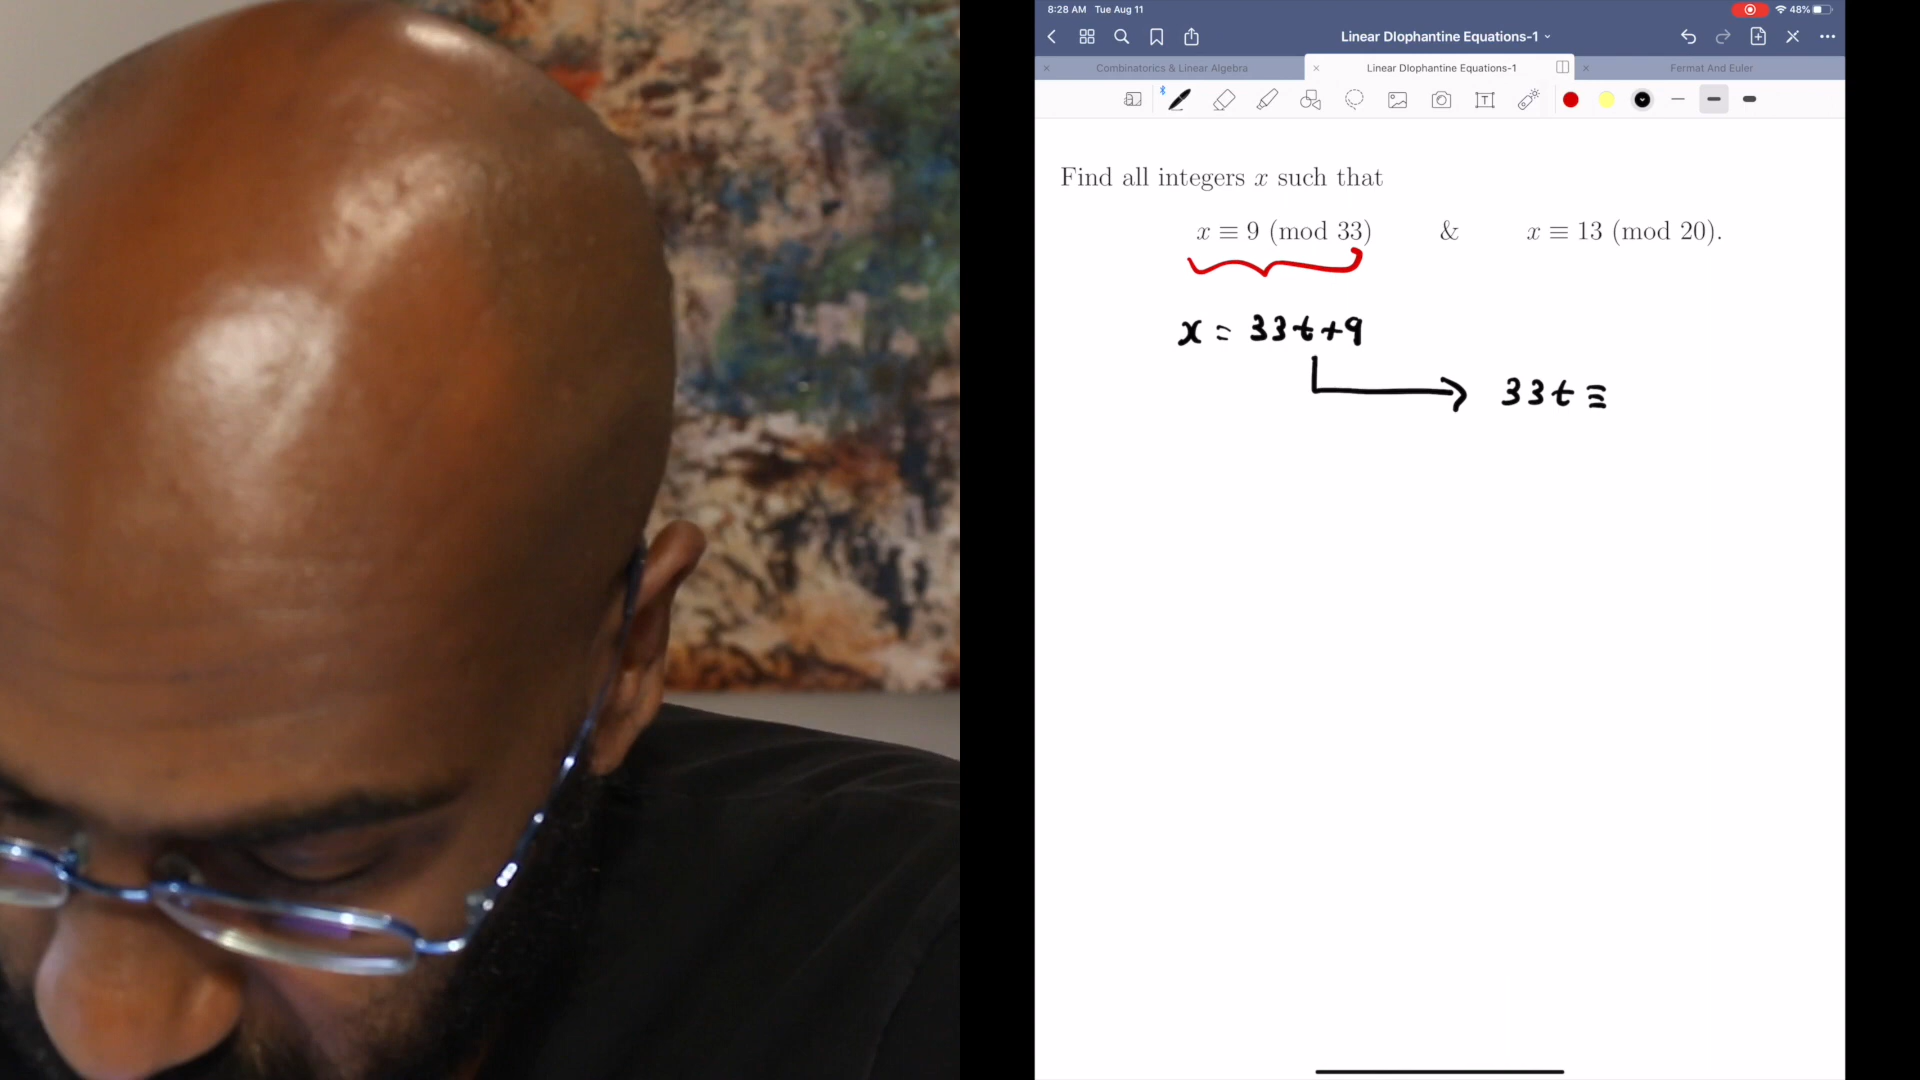 8:28 AM Tue Aug 11
48%
Linear DIophantine Equations-1
Combinatorics & Linear Algebra
Linear DIophantine Equations-1
Fermat And Euler
Find all integers x such that
x ≡ 9 (mod 33) & x ≡ 13 (mod 20).
x = 33t+9
33t ≡